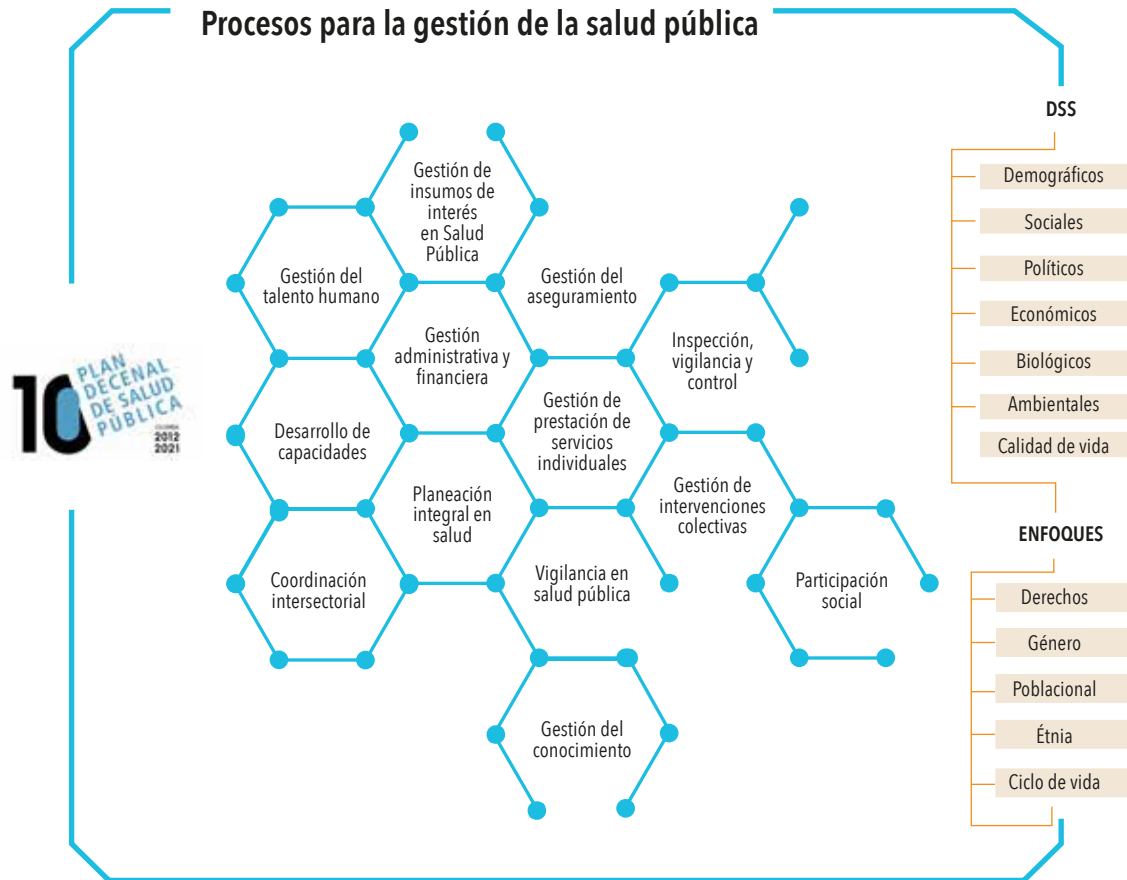 Procesos para la gestión de la salud pública
Gestión de
insumos de
interés
en Salud
Pública
Gestión del
talento humano
Gestión del
aseguramiento
Gestión
administrativa y
financiera
Inspección,
vigilancia y
control
Desarrollo de
capacidades
Gestión de
prestación de
servicios
individuales
Planeación
integral en
salud
Gestión de
intervenciones
colectivas
Coordinación
intersectorial
Vigilancia en
salud pública
Participación
social
Gestión del
conocimiento
10
PLAN
DECENAL
DE SALUD
PÚBLICA
2012
2021
DSS
Demográficos
Sociales
Políticos
Económicos
Biológicos
Ambientales
Calidad de vida
ENFOQUES
Derechos
Género
Poblacional
Étnia
Ciclo de vida